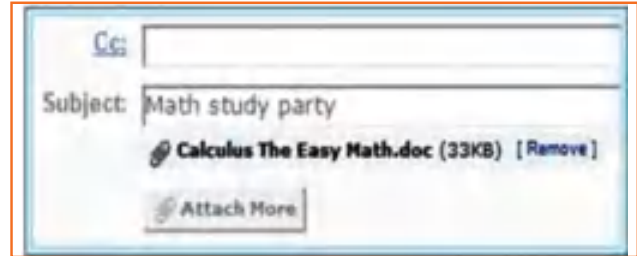 Cc:
Subject: Math study party
Calculus The Easy Math.doc (33KB) [Remove]
Attach More